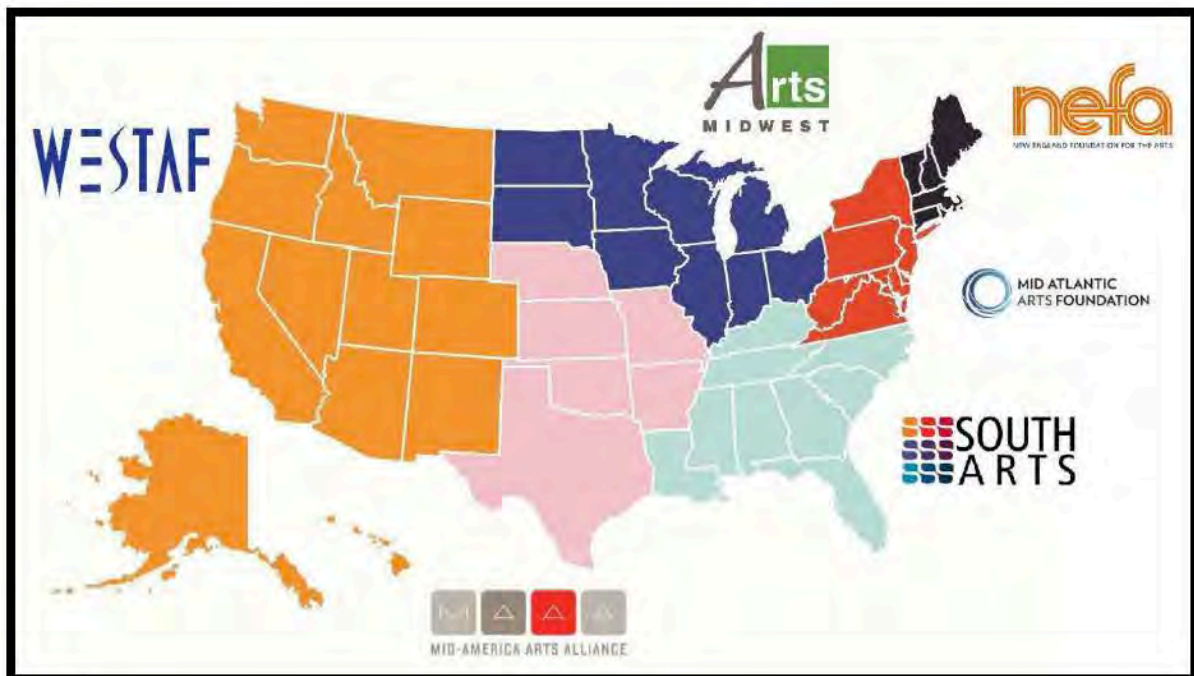 Arts
MIDWEST
nefa
NEW ENGLAND FOUNDATION FOR THE ARTS
WESTAF
MID ATLANTIC
ARTS FOUNDATION
SOUTH
ARTS
MID-AMERICA ARTS ALLIANCE